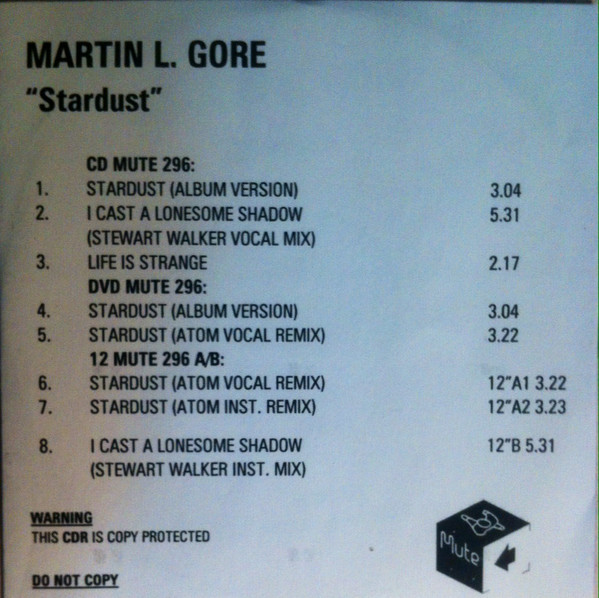 MARTIN L. GORE
"Stardust"
CD MUTE 296:
1. STARDUST (ALBUM VERSION) 3.04
2. I CAST A LONESOME SHADOW 5.31
(STEWART WALKER VOCAL MIX)
3. LIFE IS STRANGE 2.17
DVD MUTE 296:
4. STARDUST (ALBUM VERSION) 3.04
5. STARDUST (ATOM VOCAL REMIX) 3.22
12 MUTE 296 A/B:
6. STARDUST (ATOM VOCAL REMIX) 12"A1 3.22
7. STARDUST (ATOM INST. REMIX) 12"A2 3.23
8. I CAST A LONESOME SHADOW 12"B 5.31
(STEWART WALKER INST. MIX)
WARNING
THIS CDR IS COPY PROTECTED
Mute
DO NOT COPY